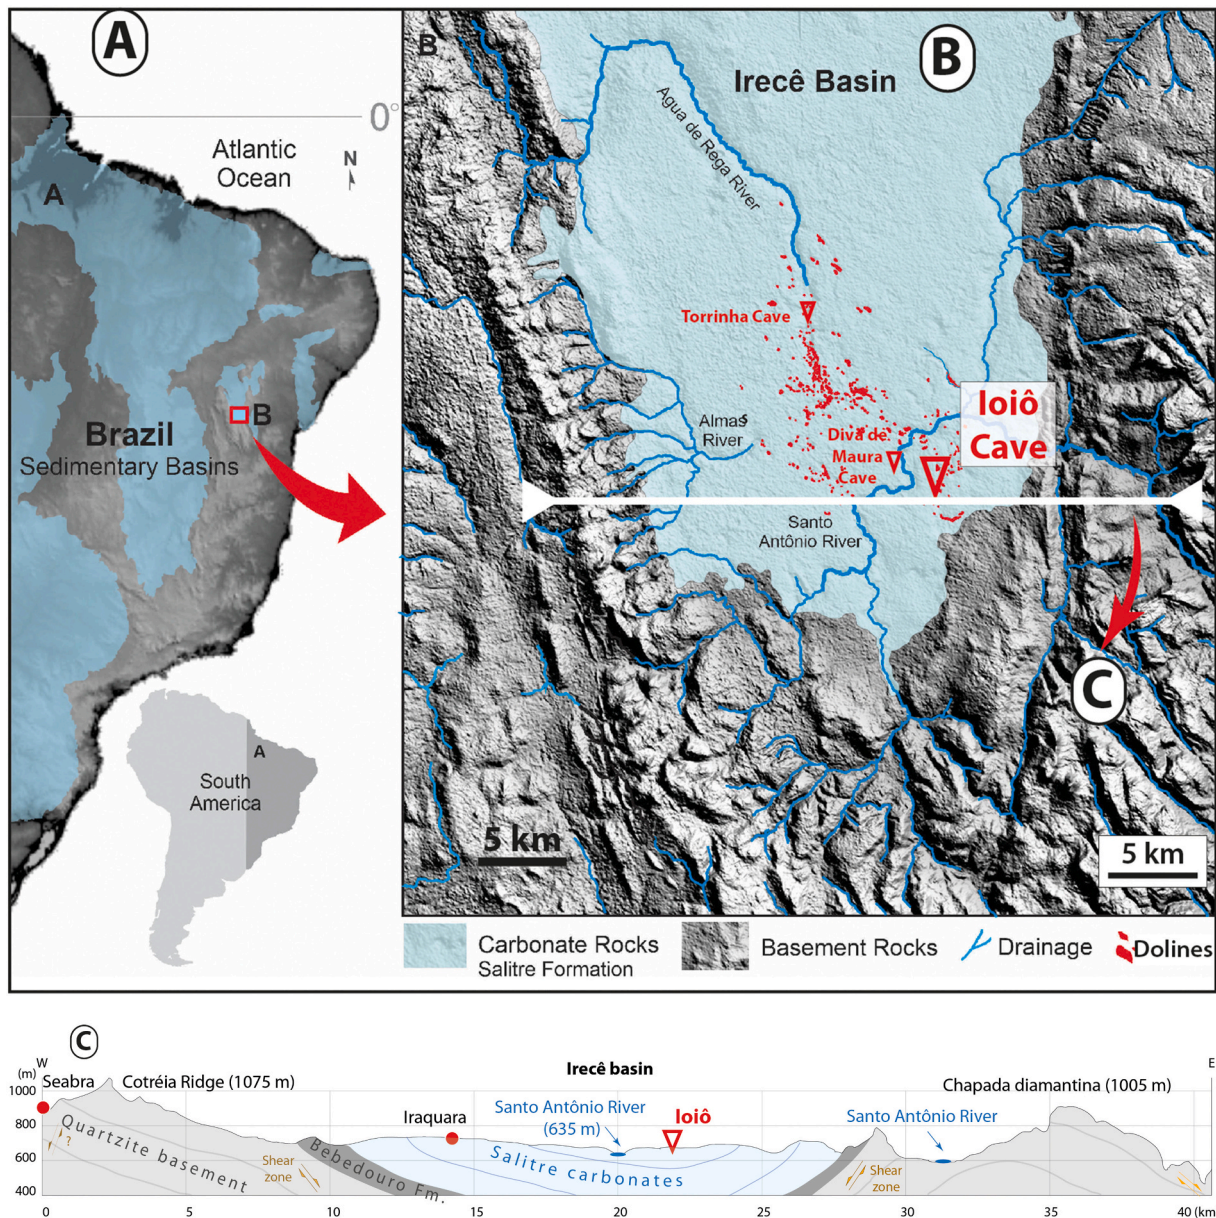 A
Atlantic
Ocean
0°
N
A
B
Brazil
Sedimentary Basins
A
South
America
B
Irecê Basin
B
Agua de Rega River
Torrinha Cave
Almas
River
s
Diva de
Maura
Cave
Ioiô
Cave
Santo
Antônio River
C
5 km
5 km
Carbonate Rocks
Salitre Formation
Basement Rocks
Drainage
Dolines
C
W
(m)
Seabra
Cotréia Ridge (1075 m)
Irecê basin
Chapada diamantina (1005 m)
E
1000
800
600
400
Iraquara
Santo Antônio River
(635 m)
Ioiô
Santo Antônio River
?
Quartzite basement
Shear
zone
Bebedouro Fm.
Salitre carbonates
Shear
zone
0
5
10
15
20
25
30
35
40 (km